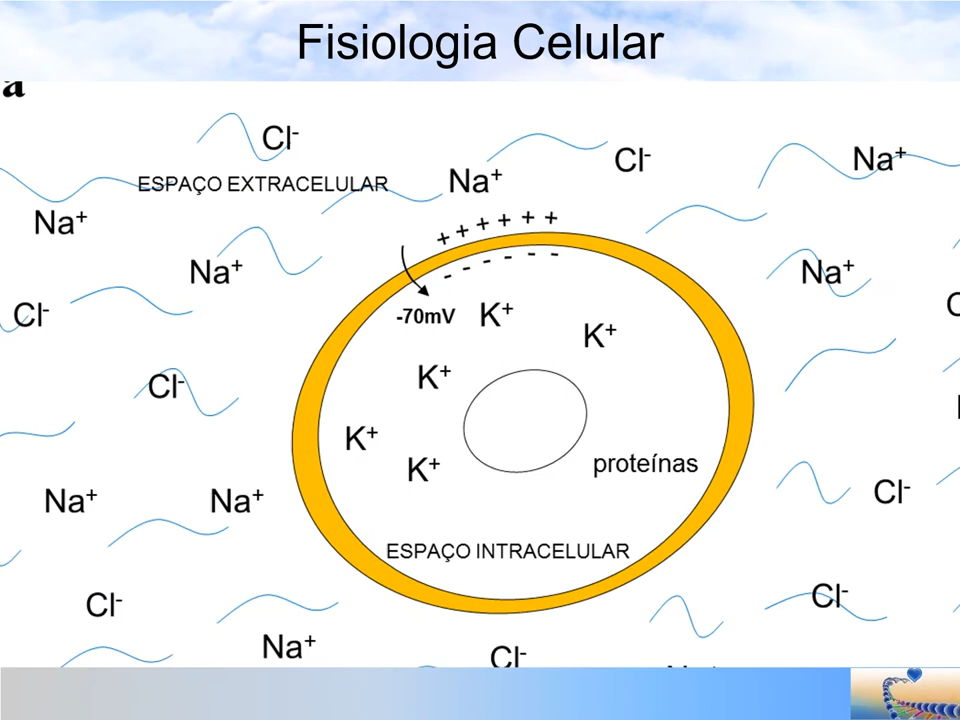 Fisiologia Celular
a
Cl-
Cl-
Na+
ESPAÇO EXTRACELULAR
Na+
Na+
+ + + + + +
Na+
Na+
- - - - - -
Cl-
-70mV
K+
K+
K+
Cl-
K+
K+
proteínas
Na+
Na+
Cl-
ESPAÇO INTRACELULAR
Cl-
Cl-
Na+
Cl-